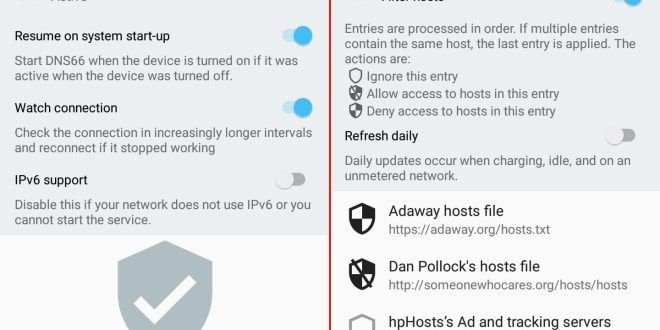 Resume on system start-up
Start DNS66 when the device is turned on if it was
active when the device was turned off.
Watch connection
Check the connection in increasingly longer intervals
and reconnect if it stopped working
IPv6 support
Disable this if your network does not use IPv6 or you
cannot start the service.
Entries are processed in order. If multiple entries
contain the same host, the last entry is applied. The
actions are:
Ignore this entry
Allow access to hosts in this entry
Deny access to hosts in this entry
Refresh daily
Daily updates occur when charging, idle, and on an
unmetered network.
Adaway hosts file
https://adaway.org/hosts.txt
Dan Pollock's hosts file
http://someonewhocares.org/hosts/hosts
hpHosts's Ad and tracking servers